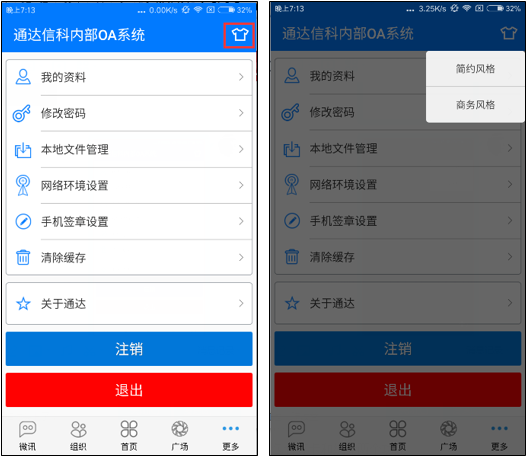 晚上7:13
... 0.00K/s
32%
通达信科内部OA系统
我的资料
修改密码
本地文件管理
网络环境设置
手机签章设置
清除缓存
关于通达
注销
退出
微讯
组织
首页
广场
更多
晚上7:13
... 3.25K/s
32%
通达信科内部OA系统
简约风格
商务风格
我的资料
修改密码
本地文件管理
网络环境设置
手机签章设置
清除缓存
关于通达
注销
退出
微讯
组织
首页
广场
更多